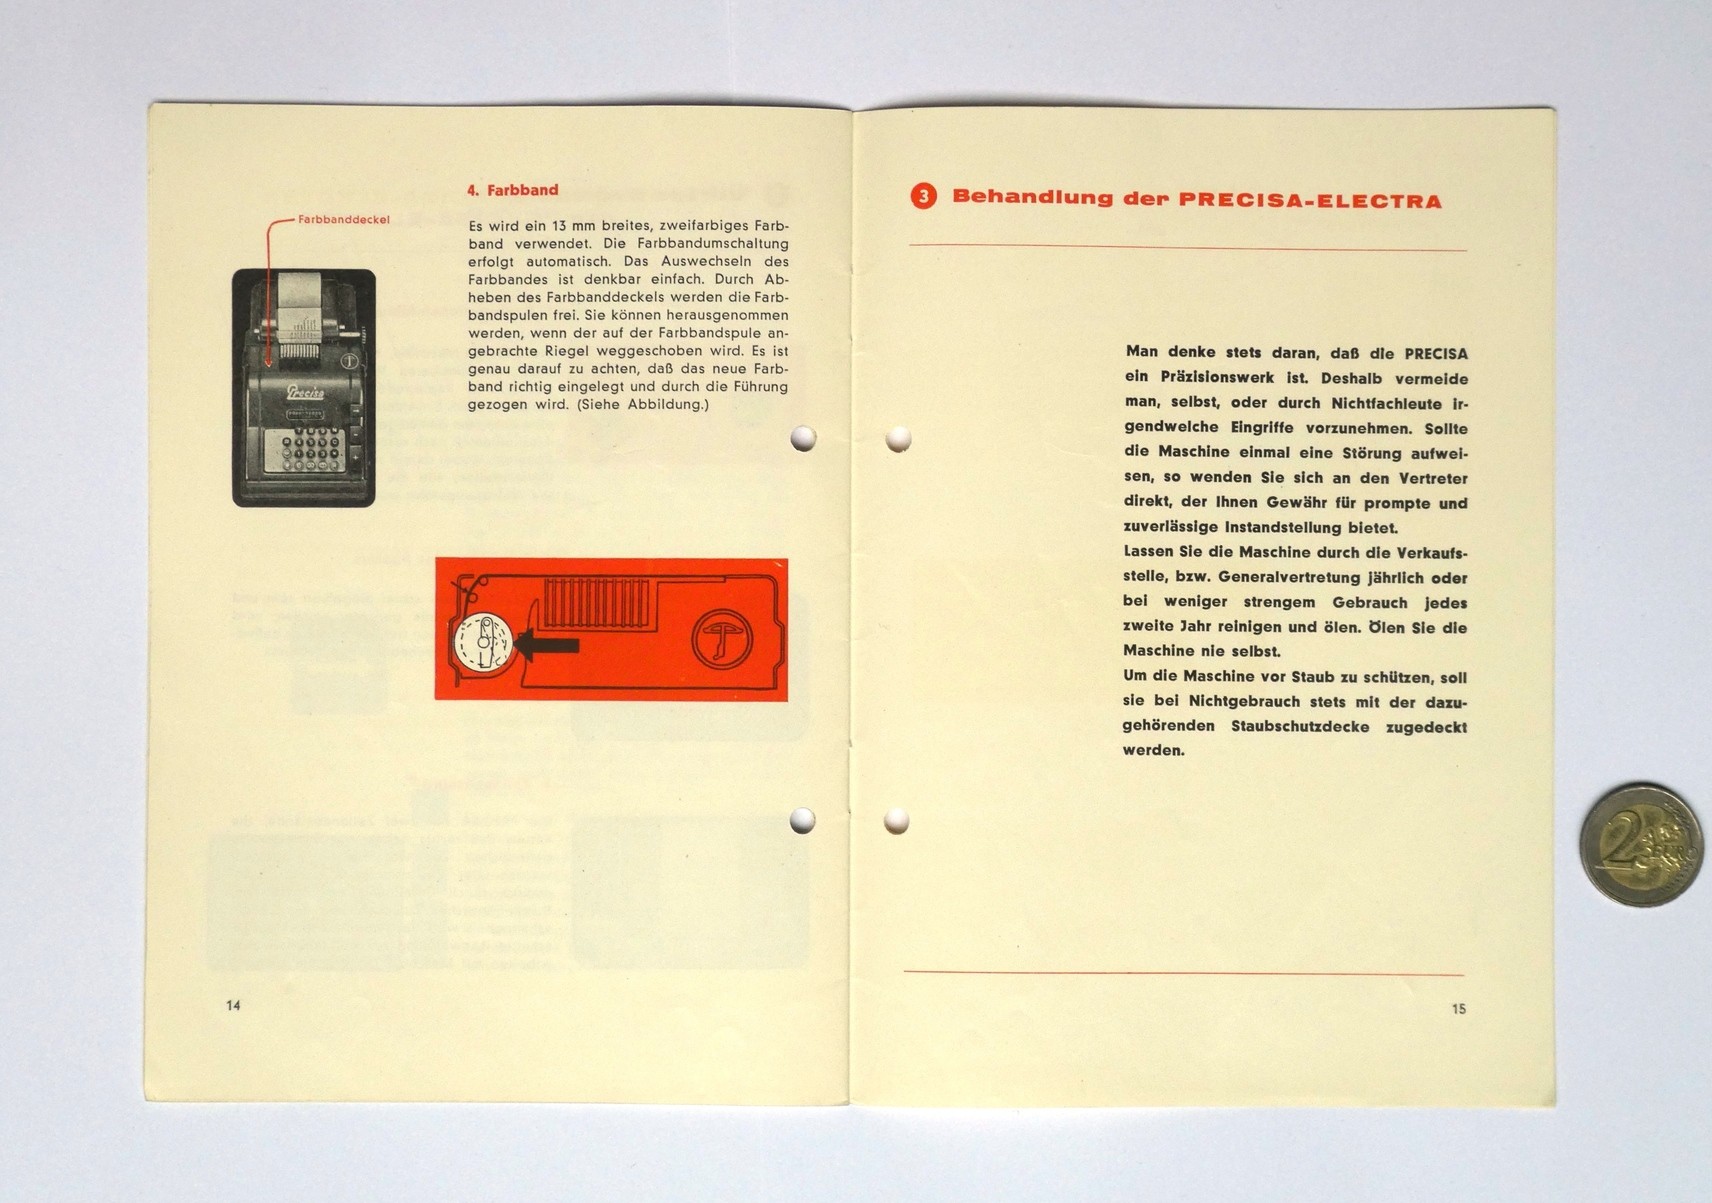 4. Farbband
Farbbanddeckel
Es wird ein 13 mm breites, zweifarbiges Farb-
band verwendet. Die Farbbandumschaltung
erfolgt automatisch. Das Auswechseln des
Farbbandes ist denkbar einfach. Durch Ab-
heben des Farbbanddeckels werden die Farb-
bandspulen frei. Sie können herausgenommen
werden, wenn der auf der Farbbandspule an-
gebrachte Riegel weggeschoben wird. Es ist
genau darauf zu achten, daß das neue Farb-
band richtig eingelegt und durch die Führung
gezogen wird. (Siehe Abbildung.)
Precisa
14
3 Behandlung der PRECISA-ELECTRA
Man denke stets daran, daß die PRECISA
ein Präzisionswerk ist. Deshalb vermeide
man, selbst, oder durch Nichtfachleute ir-
gendwelche Eingriffe vorzunehmen. Sollte
die Maschine einmal eine Störung aufwei-
sen, so wenden Sie sich an den Vertreter
direkt, der Ihnen Gewähr für prompte und
zuverlässige Instandstellung bietet.
Lassen Sie die Maschine durch die Verkaufs-
stelle, bzw. Generalvertretung jährlich oder
bei weniger strengem Gebrauch jedes
zweite Jahr reinigen und ölen. Ölen Sie die
Maschine nie selbst.
Um die Maschine vor Staub zu schützen, soll
sie bei Nichtgebrauch stets mit der dazu-
gehörenden Staubschutzdecke zugedeckt
werden.
15
2 EURO